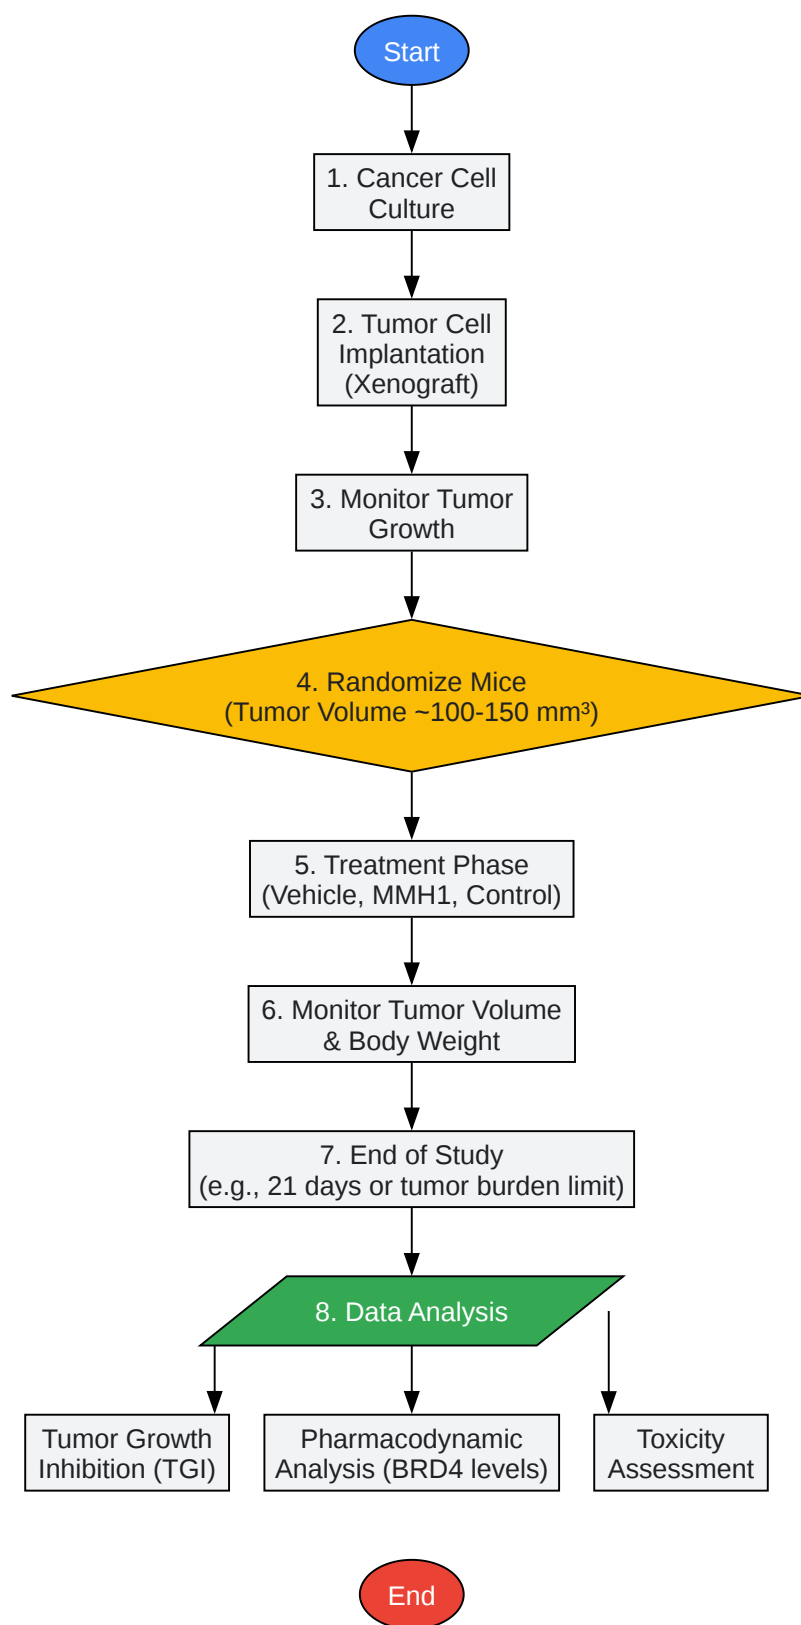 Start
1. Cancer Cell
Culture
2. Tumor Cell
Implantation
(Xenograft)
3. Monitor Tumor
Growth
4. Randomize Mice
(Tumor Volume ~100-150 mm³)
5. Treatment Phase
(Vehicle, MMH1, Control)
6. Monitor Tumor Volume
& Body Weight
7. End of Study
(e.g., 21 days or tumor burden limit)
8. Data Analysis
Tumor Growth
Inhibition (TGI)
Pharmacodynamic
Analysis (BRD4 levels)
Toxicity
Assessment
End